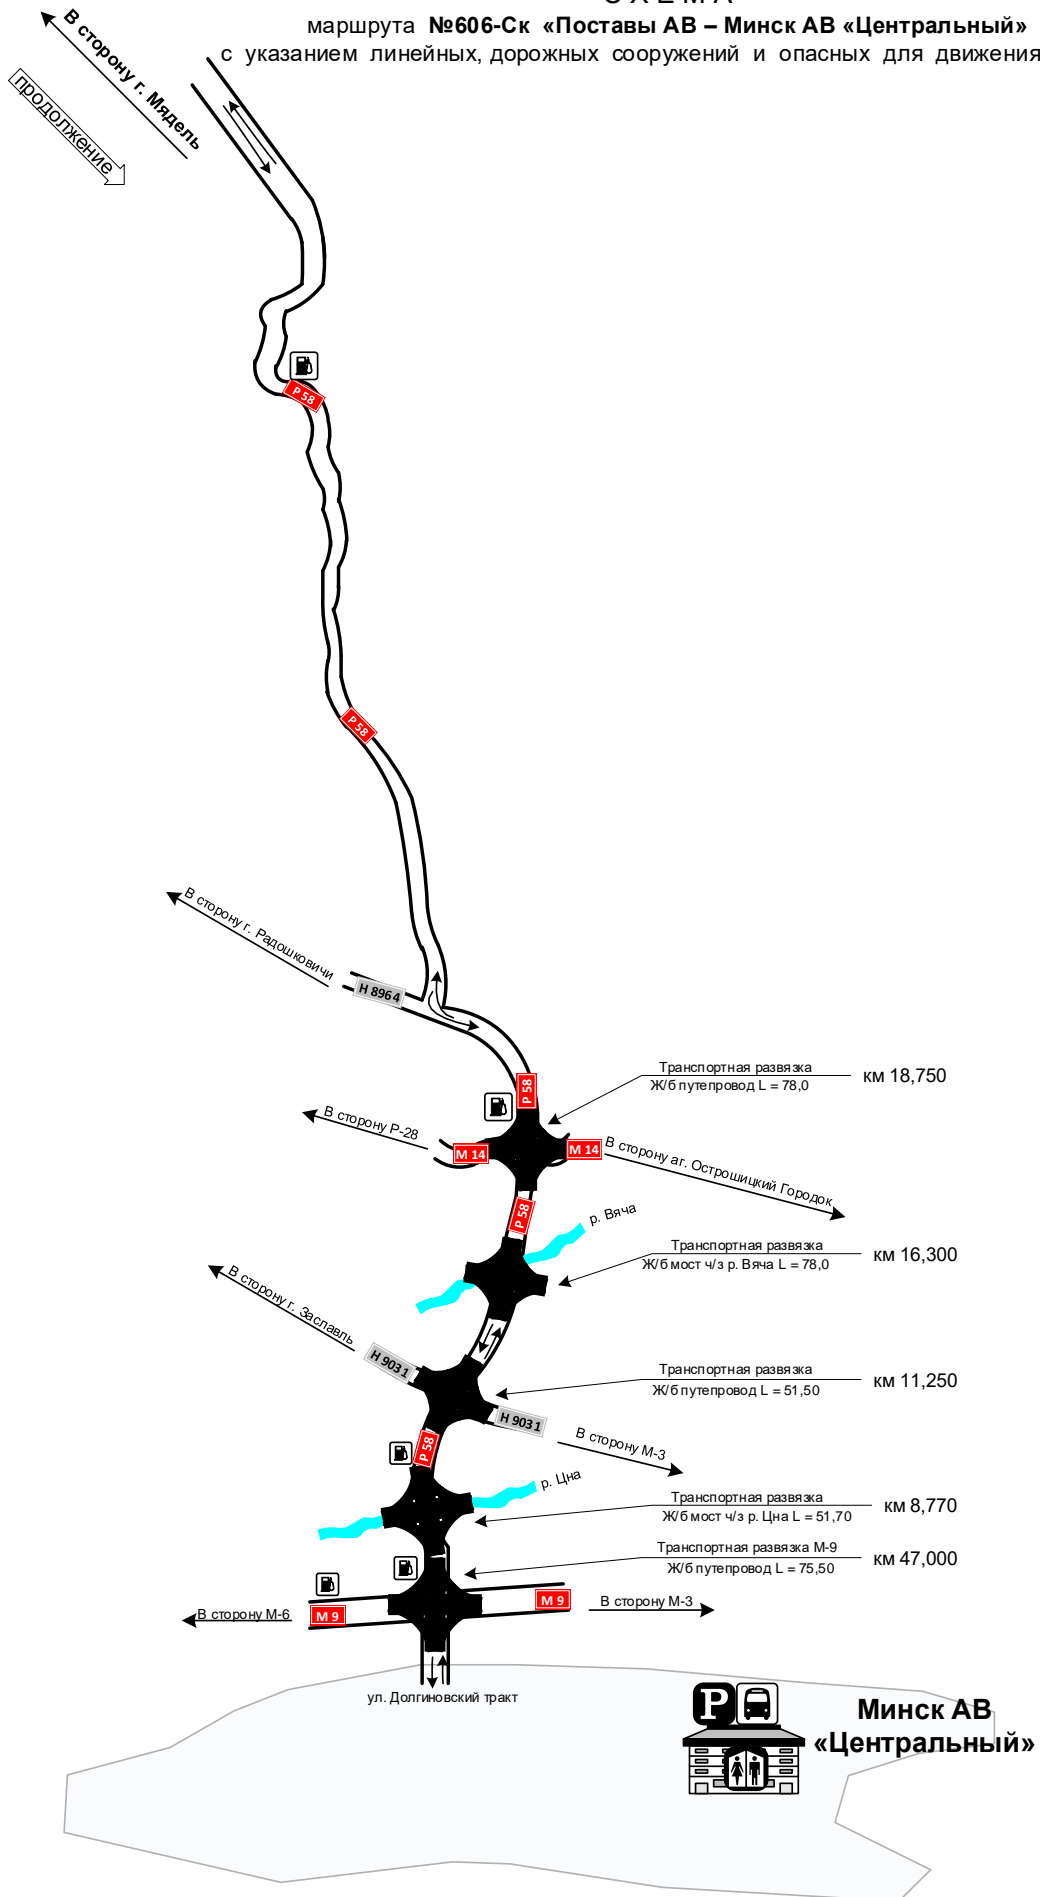 СХЕМА
маршрута №606-Ск «Поставы АВ – Минск АВ «Центральный»
с указанием линейных, дорожных сооружений и опасных для движения
В сторону г. Мядель
продолжение
Р 58
Р 58
В сторону г. Радошковичи
Н 8964
Транспортная развязка
Ж/б путепровод L = 78,0
км 18,750
Р 58
В сторону Р-28
М 14
М 14
В сторону аг. Острошицкий Городок
Р 58
р. Вяча
Транспортная развязка
Ж/б мост ч/з р. Вяча L = 78,0
км 16,300
В сторону г. Заславль
Н 9031
Транспортная развязка
Ж/б путепровод L = 51,50
км 11,250
Н 9031
В сторону М-3
Р 58
р. Цна
Транспортная развязка
Ж/б мост ч/з р. Цна L = 51,70
км 8,770
Транспортная развязка М-9
Ж/б путепровод L = 75,50
км 47,000
В сторону М-6
М 9
М 9
В сторону М-3
ул. Долгиновский тракт
P
Минск АВ
«Центральный»